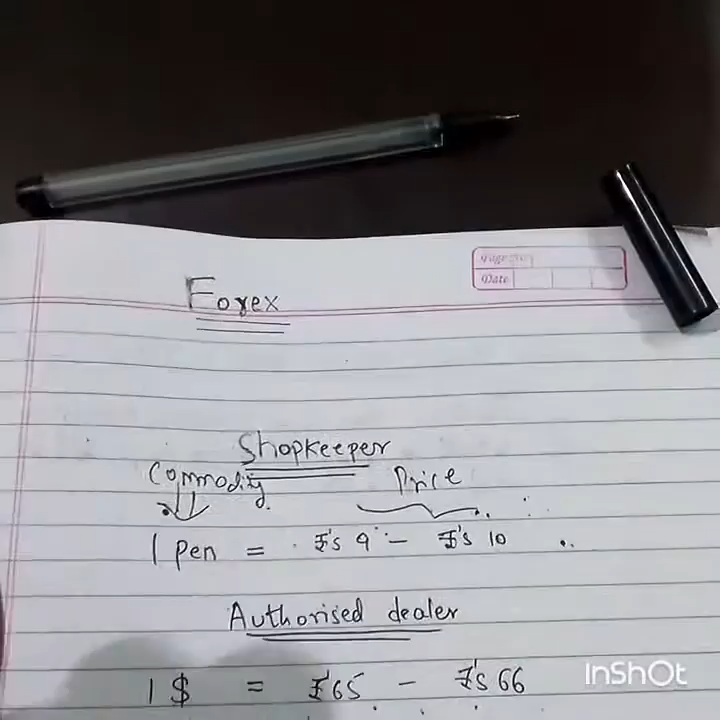 Page No.
Date
Forex
Shopkeeper
Commodity Price
1 Pen = ₹'s 9 - ₹'s 10
Authorised dealer
1 $ = ₹'65 - ₹'s 66
InShOt